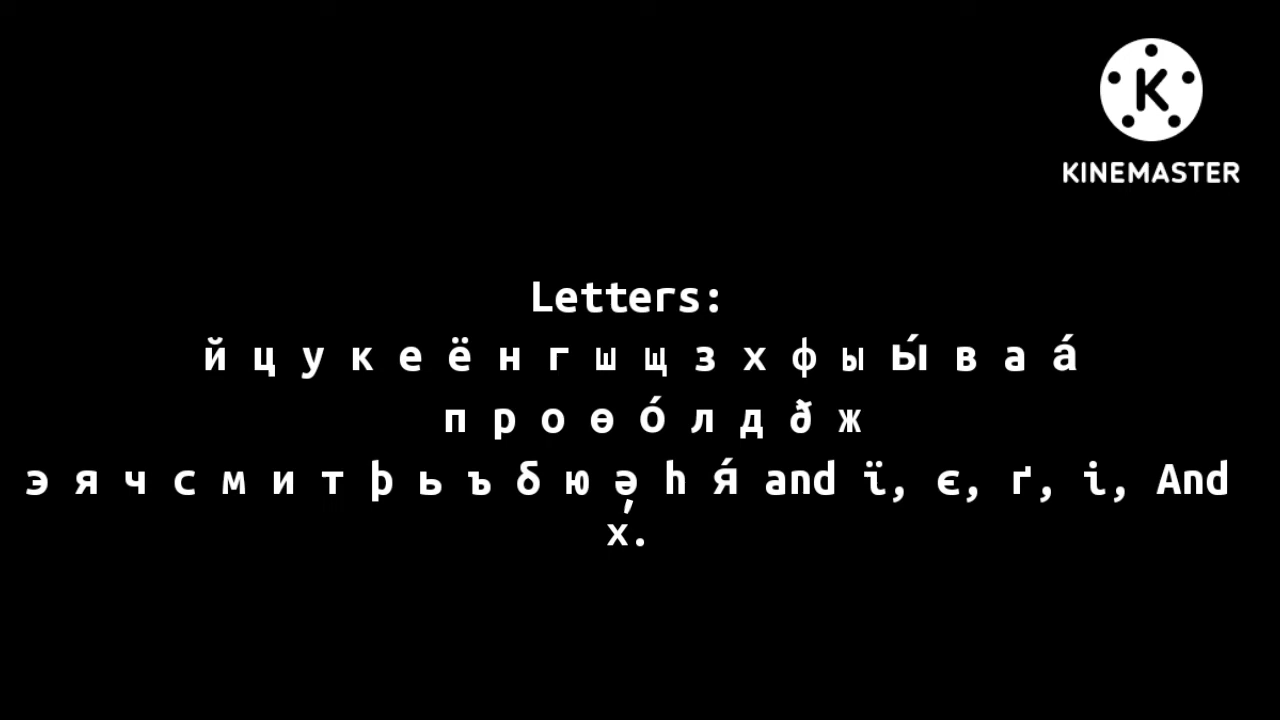 KINEMASTER
Letters:
й ц у к е ё н г ш щ з х ф ы ы́ в а а́
п р о ѳ о́ л д ð ж
э я ч с м и т þ ь ъ б ю ə̦ һ я́ and ї, є, ґ, і, And
х.